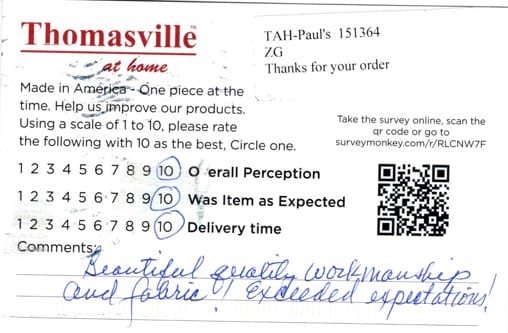 Thomasville™
at home
TAH-Paul's 151364
ZG
Thanks for your order
Made in America - One piece at the
time. Help us improve our products.
Using a scale of 1 to 10, please rate
the following with 10 as the best, Circle one.
Take the survey online, scan the
qr code or go to
surveymonkey.com/r/RLCNW7F
1 2 3 4 5 6 7 8 9 10 O erall Perception
1 2 3 4 5 6 7 8 9 10 Was Item as Expected
1 2 3 4 5 6 7 8 9 10 Delivery time
Comments:
Beautiful quality workmanship
and fabric! Exceeded expectations!